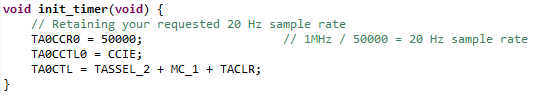 void init_timer(void) {
    // Retaining your requested 20 Hz sample rate
    TA0CCR0 = 50000;                    // 1MHz / 50000 = 20 Hz sample rate
    TA0CCTL0 = CCIE;
    TA0CTL = TASSEL_2 + MC_1 + TACLR;
}